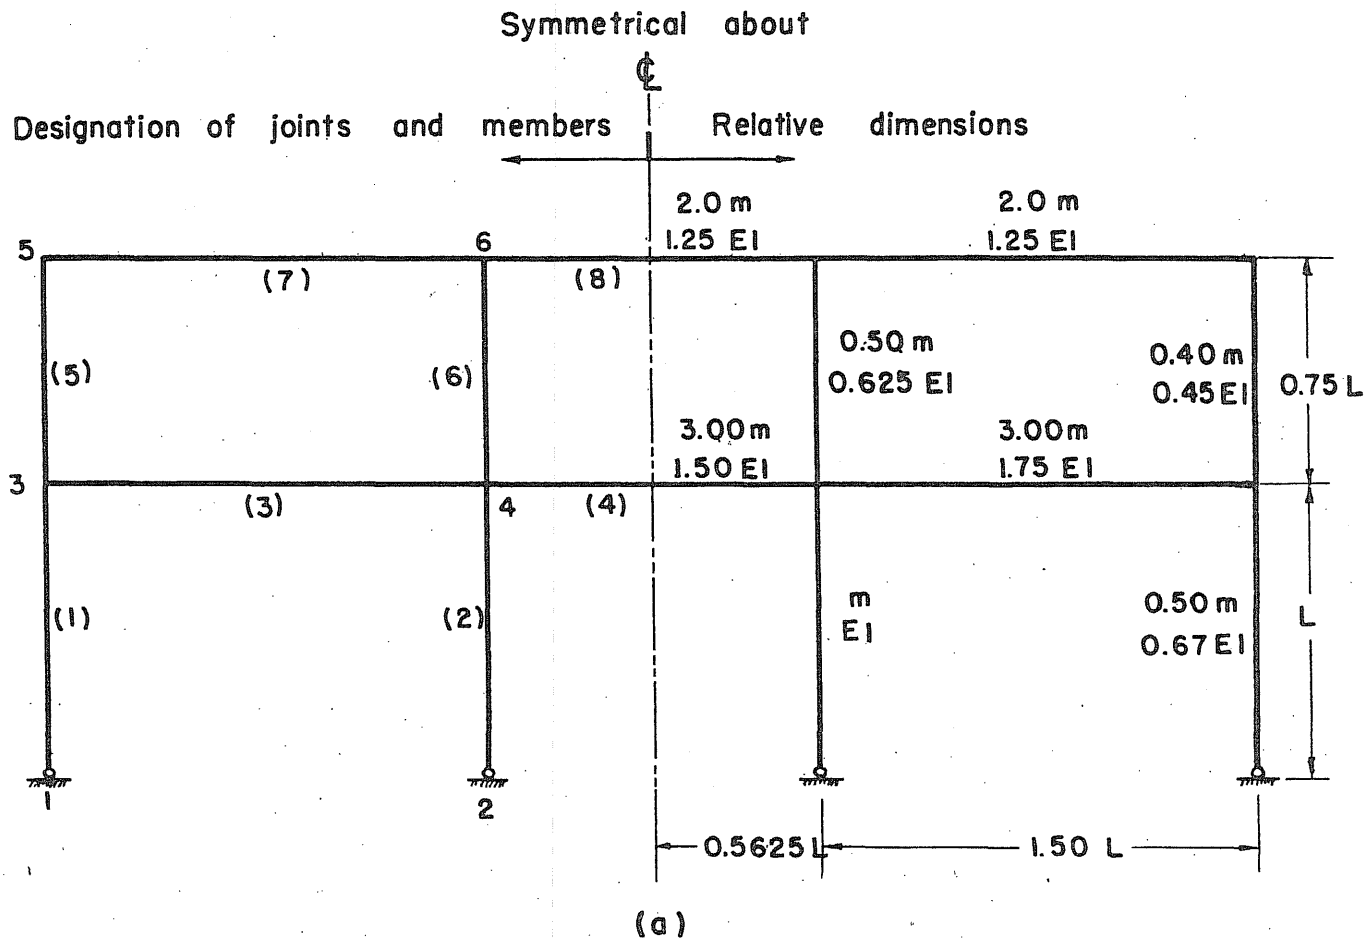 Symmetrical about
℄
Designation of joints and members
Relative dimensions
2.0 m
1.25 EI
2.0 m
1.25 EI
5
6
(7)
(8)
(5)
(6)
0.50 m
0.625 EI
0.40 m
0.45 EI
0.75 L
3.00 m
1.50 EI
3.00 m
1.75 EI
3
(3)
4
(4)
(1)
(2)
m
EI
0.50 m
0.67 EI
L
1
2
0.5625 L
1.50 L
(a)